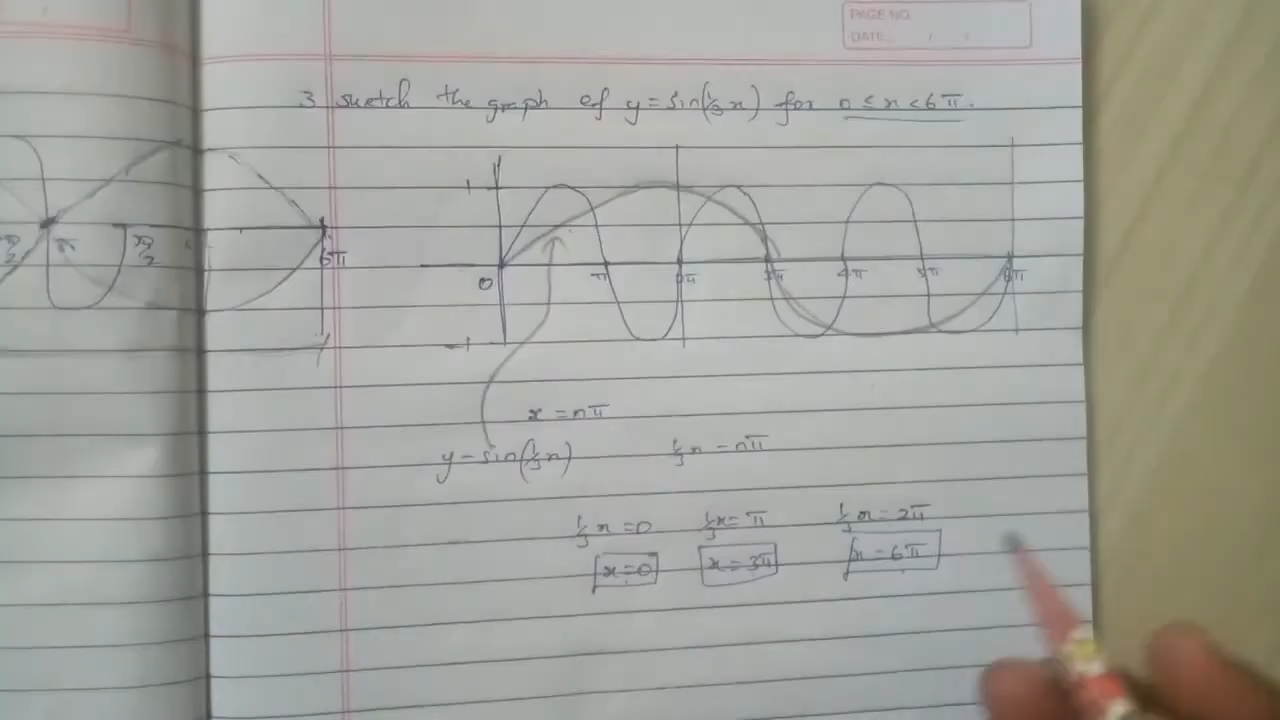 PAGE NO.
DATE.
3 sketch the graph of y = sin(⅓x) for 0 ≤ x < 6π.
1
0 π 2π 3π 4π 5π 6π
-1
π 6π
x = nπ
y = sin(⅓x) ⅓x = nπ
⅓x = 0 ⅓x = π ⅓x = 2π
x = 0 x = 3π x = 6π